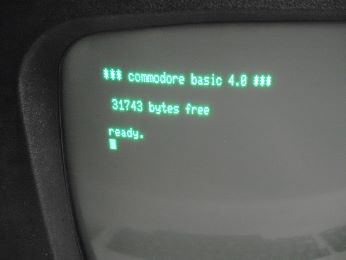 *** commodore basic 4.0 ***
31743 bytes free
ready.